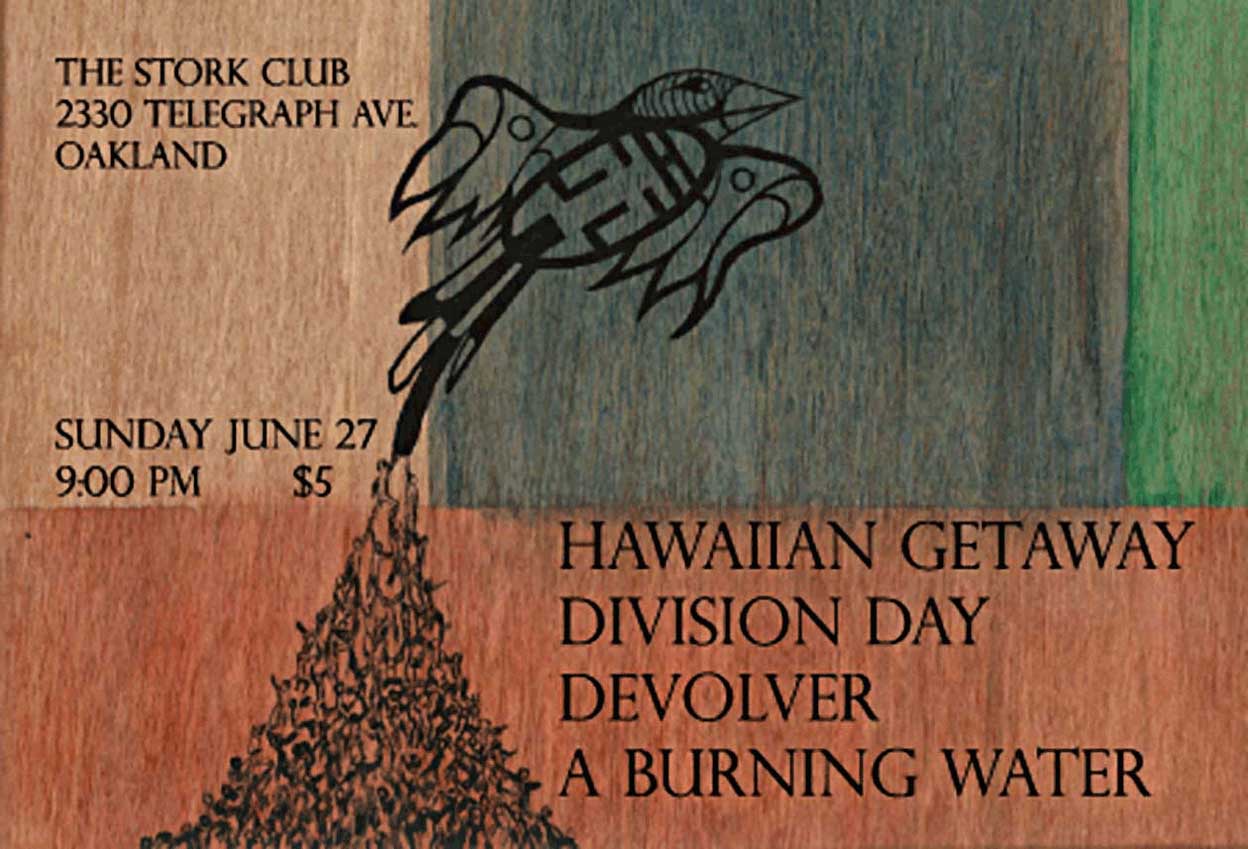 THE STORK CLUB
2330 TELEGRAPH AVE.
OAKLAND
SUNDAY JUNE 27
9:00 PM $5
HAWAIIAN GETAWAY
DIVISION DAY
DEVOLVER
A BURNING WATER